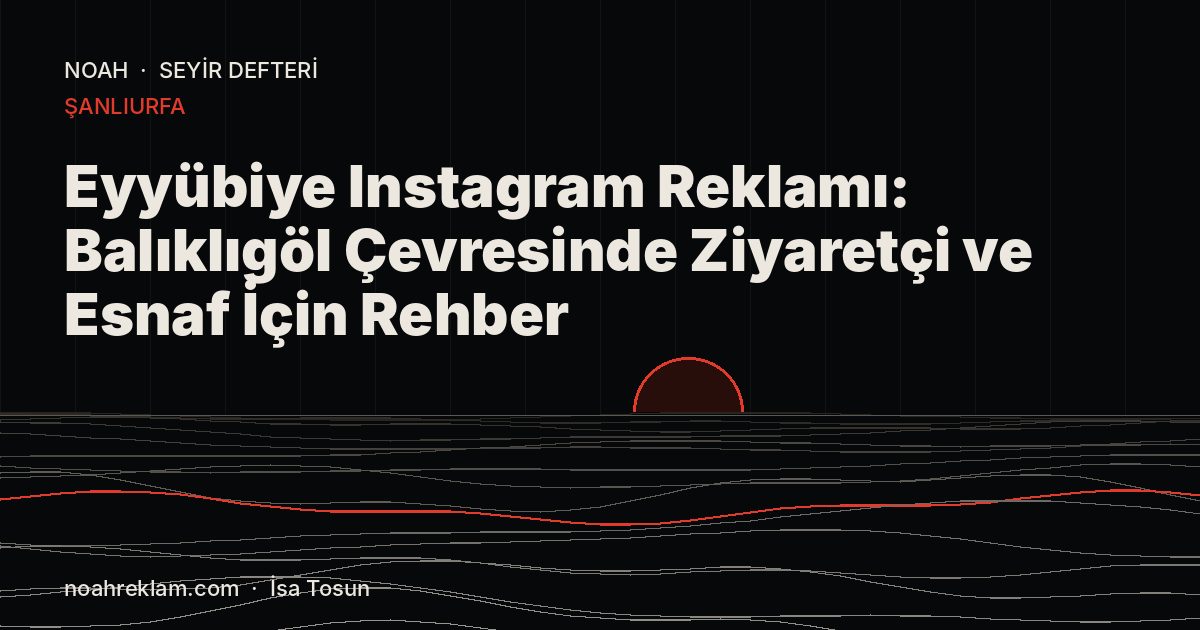 NOAH · SEYİR DEFTERİ
ŞANLIURFA
Eyyübiye Instagram Reklamı:
Balıklıgöl Çevresinde Ziyaretçi ve
Esnaf İçin Rehber
noahreklam.com · İsa Tosun